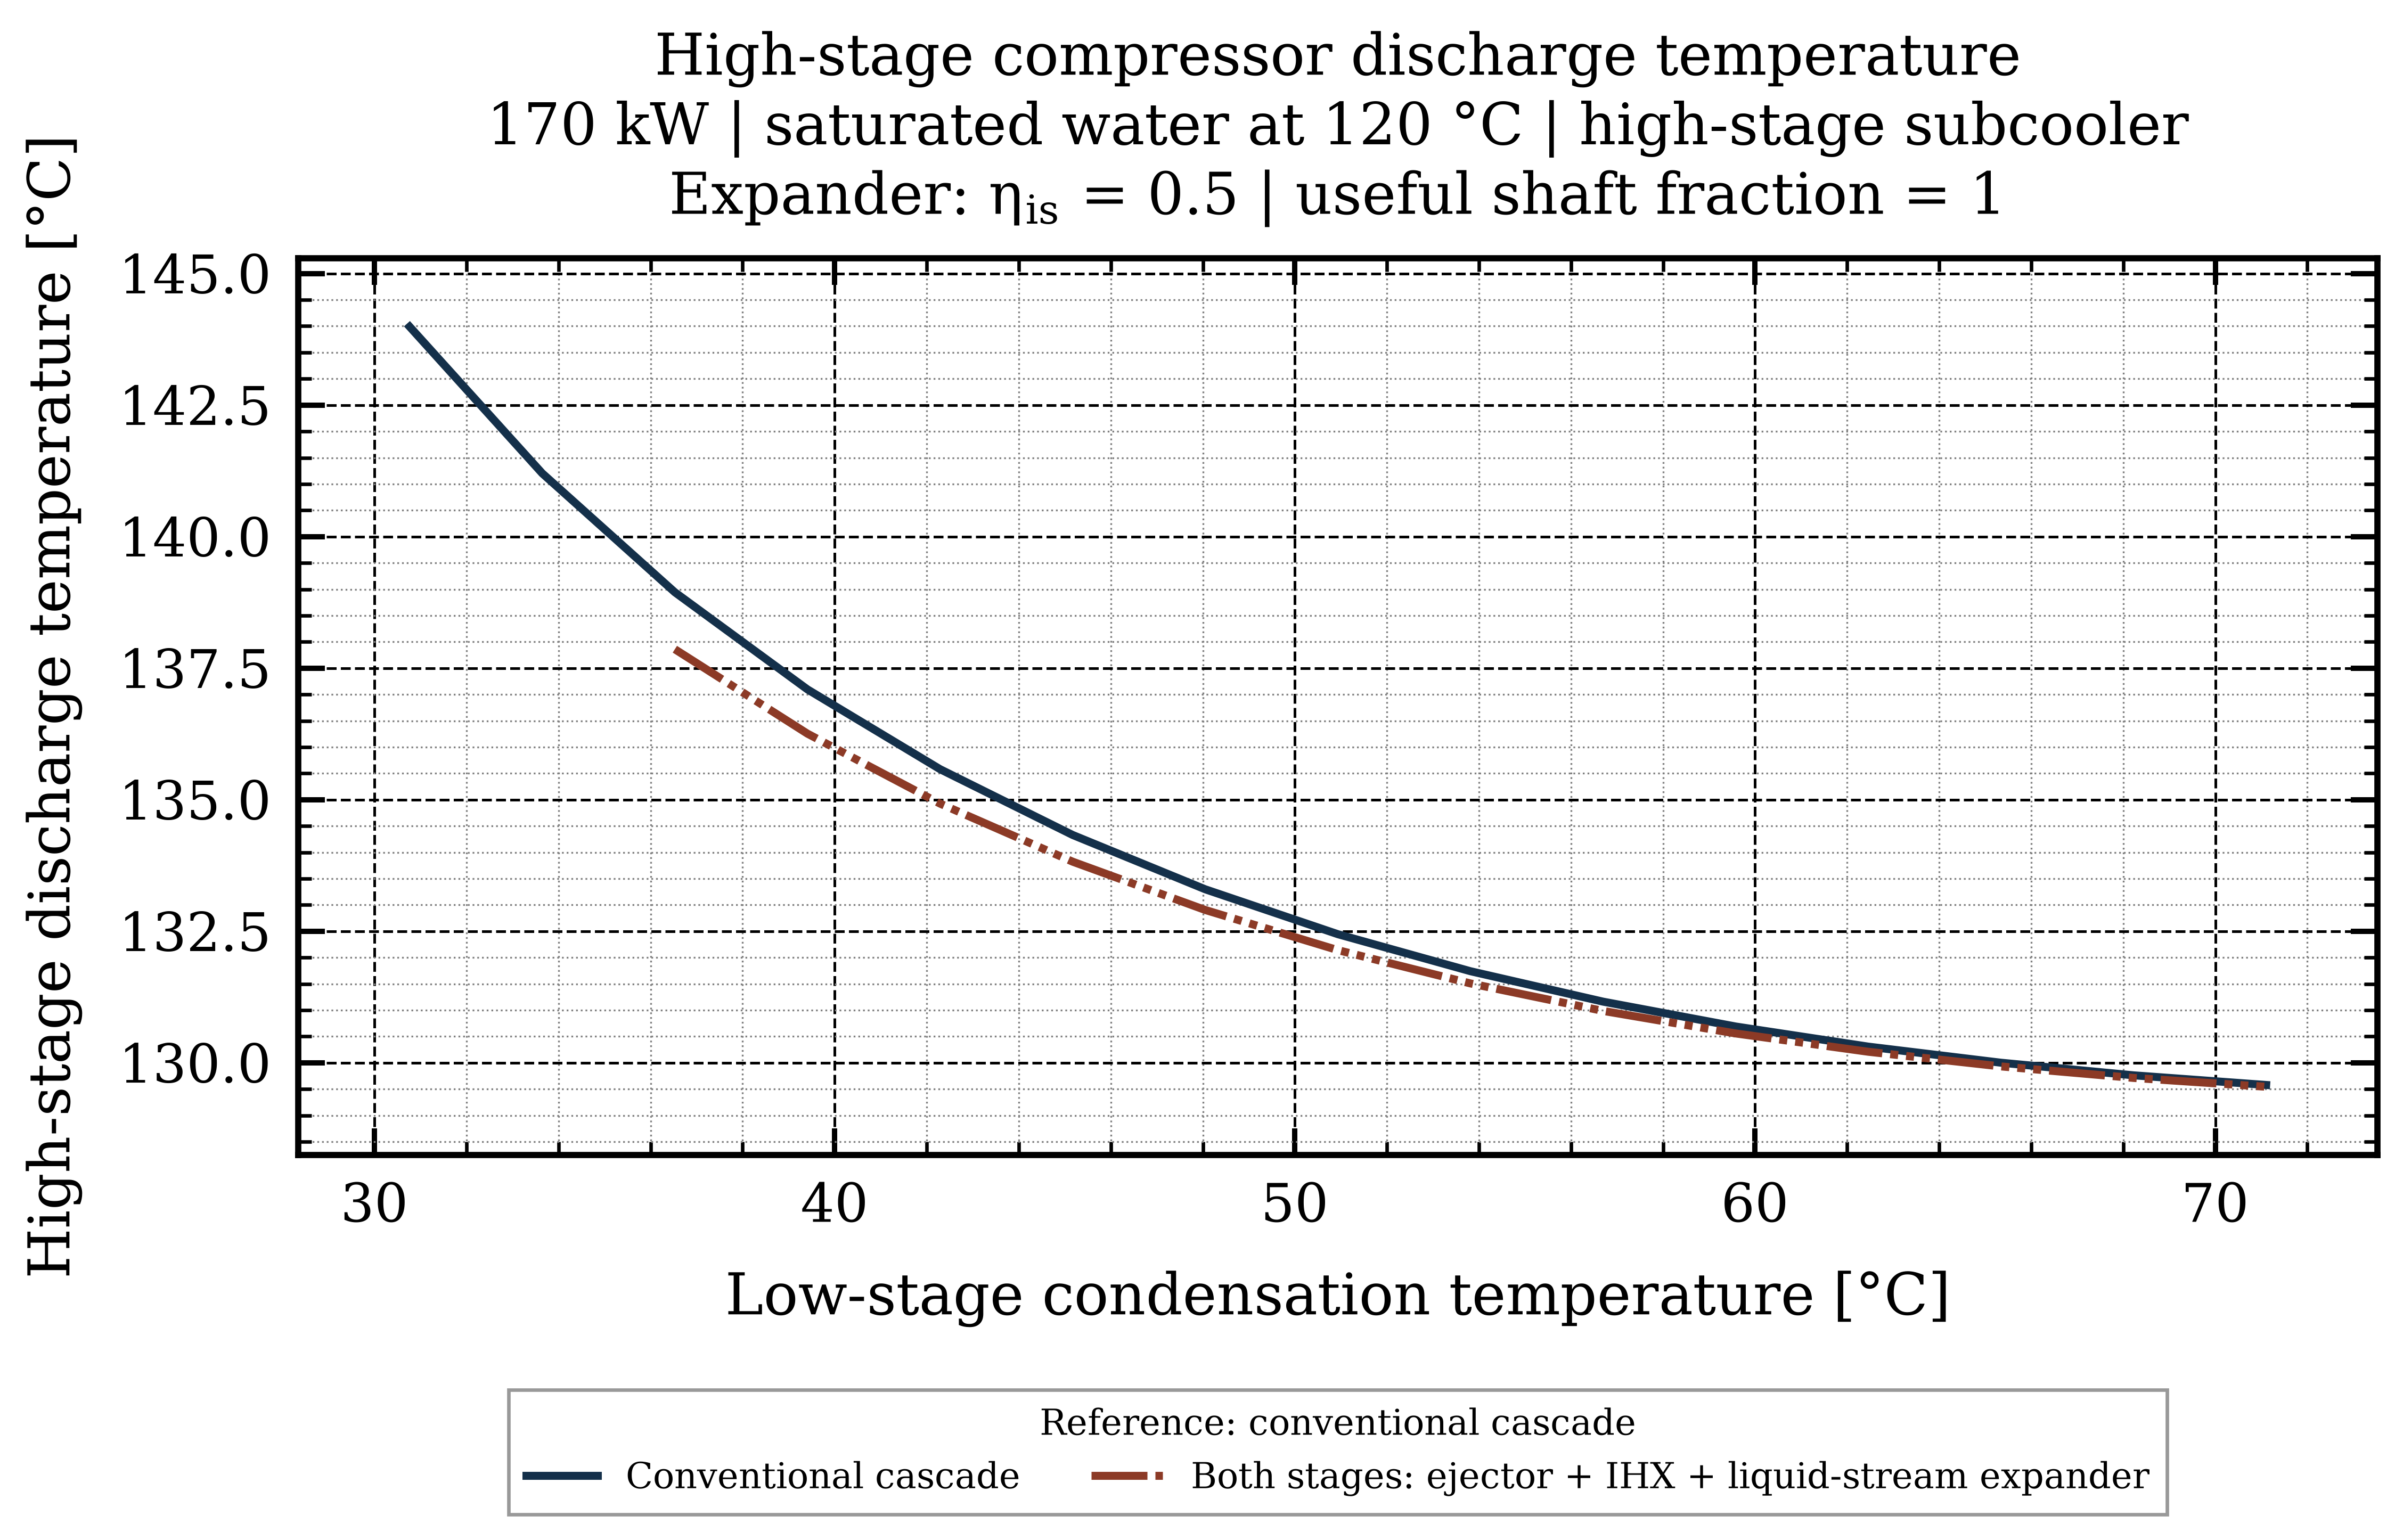 High-stage compressor discharge temperature
170 kW | saturated water at 120 °C | high-stage subcooler
Expander: ηis = 0.5 | useful shaft fraction = 1
High-stage discharge temperature [°C]
145.0
142.5
140.0
137.5
135.0
132.5
130.0
30 40 50 60 70
Low-stage condensation temperature [°C]
Reference: conventional cascade
Conventional cascade Both stages: ejector + IHX + liquid-stream expander